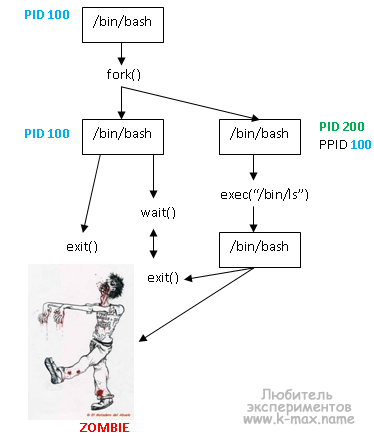 PID 100
/bin/bash
fork()
PID 100
/bin/bash
/bin/bash
PID 200
PPID 100
exec("/bin/ls")
wait()
exit()
/bin/bash
exit()
ZOMBIE
Любитель
экспериментов
www.k-max.name